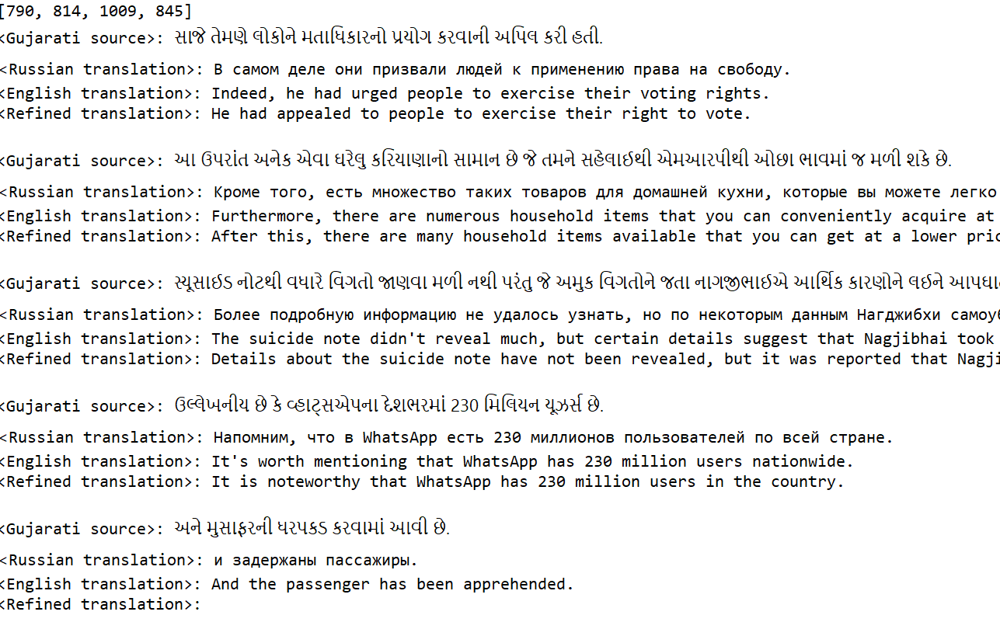 [790, 814, 1009, 845]
<Gujarati source>: સાજે તેમણે લોકોને મતાધિકારનો પ્રયોગ કરવાની અપિલ કરી હતી.
<Russian translation>: В самом деле они призвали людей к применению права на свободу.
<English translation>: Indeed, he had urged people to exercise their voting rights.
<Refined translation>: He had appealed to people to exercise their right to vote.
<Gujarati source>: આ ઉપરાંત અનેક એવા ઘરેલુ કરિયાણાનો સામાન છે જે તમને સહેલાઈથી એમઆરપીથી ઓછા ભાવમાં જ મળી શકે છે.
<Russian translation>: Кроме того, есть множество таких товаров для домашней кухни, которые вы можете легко
<English translation>: Furthermore, there are numerous household items that you can conveniently acquire at
<Refined translation>: After this, there are many household items available that you can get at a lower
<Gujarati source>: સ્યૂસાઈડ નોટથી વધારે વિગતો જાણવા મળી નથી પરંતુ જે અમુક વિગતોને જતા નાગજીભાઈએ આર્થિક કારણોને લઈને
<Russian translation>: Более подробную информацию не удалось узнать, но по некоторым данным Нагджибхи
<English translation>: The suicide note didn't reveal much, but certain details suggest that Nagjibhai took
<Refined translation>: Details about the suicide note have not been revealed, but it was reported that
<Gujarati source>: ઉલ્લેખનીય છે કે વ્હાટ્સએપના દેશભરમાં 230 મિલિયન યૂઝર્સ છે.
<Russian translation>: Напомним, что в WhatsApp есть 230 миллионов пользователей по всей стране.
<English translation>: It's worth mentioning that WhatsApp has 230 million users nationwide.
<Refined translation>: It is noteworthy that WhatsApp has 230 million users in the country.
<Gujarati source>: અને મુસાફરની ધરપકડ કરવામાં આવી છે.
<Russian translation>: и задержаны пассажиры.
<English translation>: And the passenger has been apprehended.
<Refined translation>: